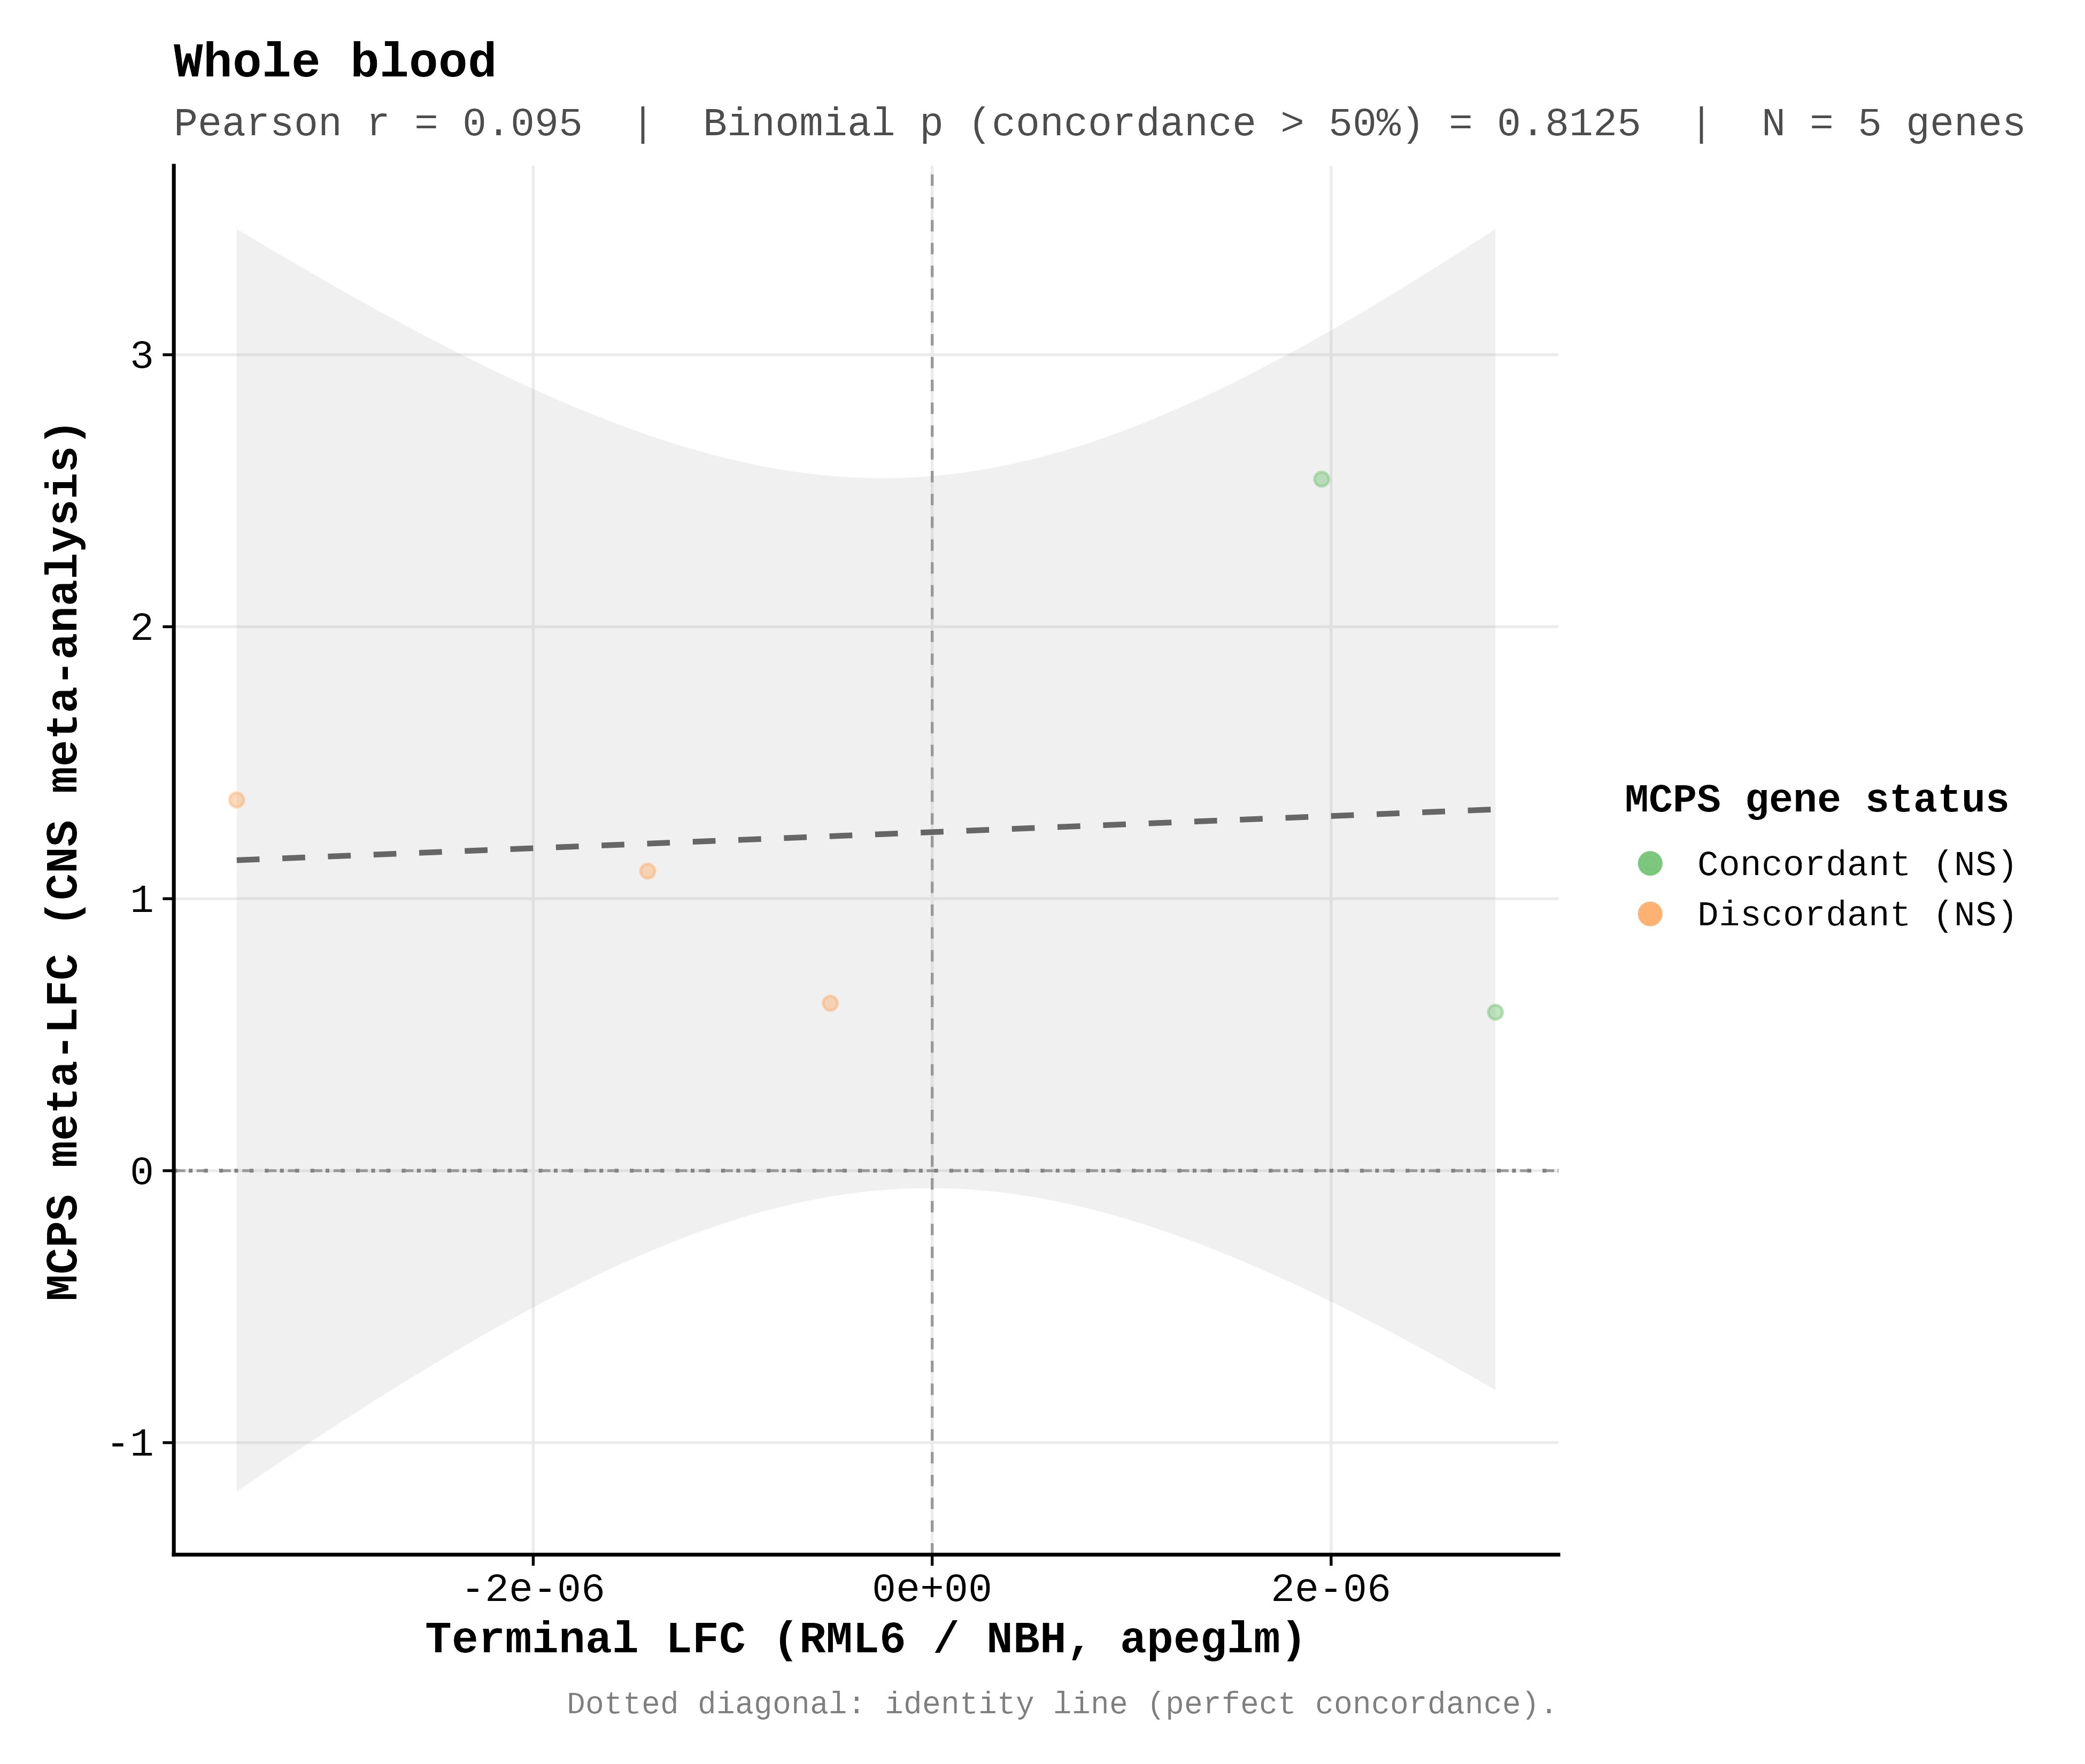 Whole blood
Pearson r = 0.095  |  Binomial p (concordance > 50%) = 0.8125  |  N = 5 genes
MCPS meta-LFC (CNS meta-analysis)
3
2
1
0
-1
-2e-06
0e+00
2e-06
Terminal LFC (RML6 / NBH, apeglm)
MCPS gene status
Concordant (NS)
Discordant (NS)
Dotted diagonal: identity line (perfect concordance).